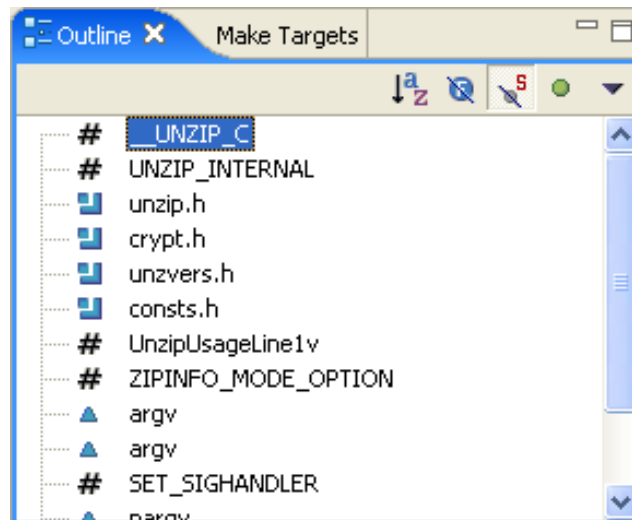 Outline Make Targets
__UNZIP_C
UNZIP_INTERNAL
unzip.h
crypt.h
unzvers.h
consts.h
UnzipUsageLine1v
ZIPINFO_MODE_OPTION
argv
argv
SET_SIGHANDLER